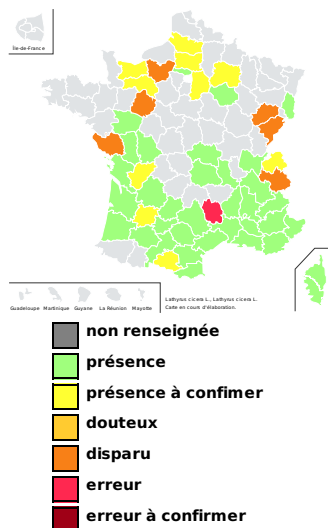 Île-de-France
Guadeloupe Martinique Guyane La Réunion Mayotte
Lathyrus cicera L., Lathyrus cicera L.
Carte en cours d'élaboration.
non renseignée
présence
présence à confimer
douteux
disparu
erreur
erreur à confirmer